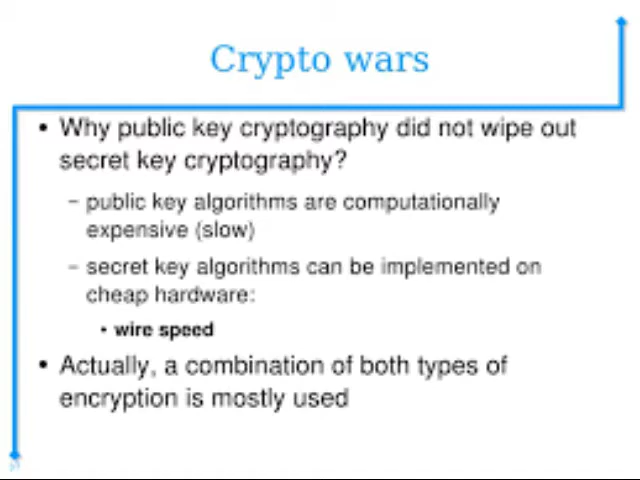 Crypto wars
• Why public key cryptography did not wipe out
secret key cryptography?
– public key algorithms are computationally
expensive (slow)
– secret key algorithms can be implemented on
cheap hardware:
• wire speed
• Actually, a combination of both types of
encryption is mostly used